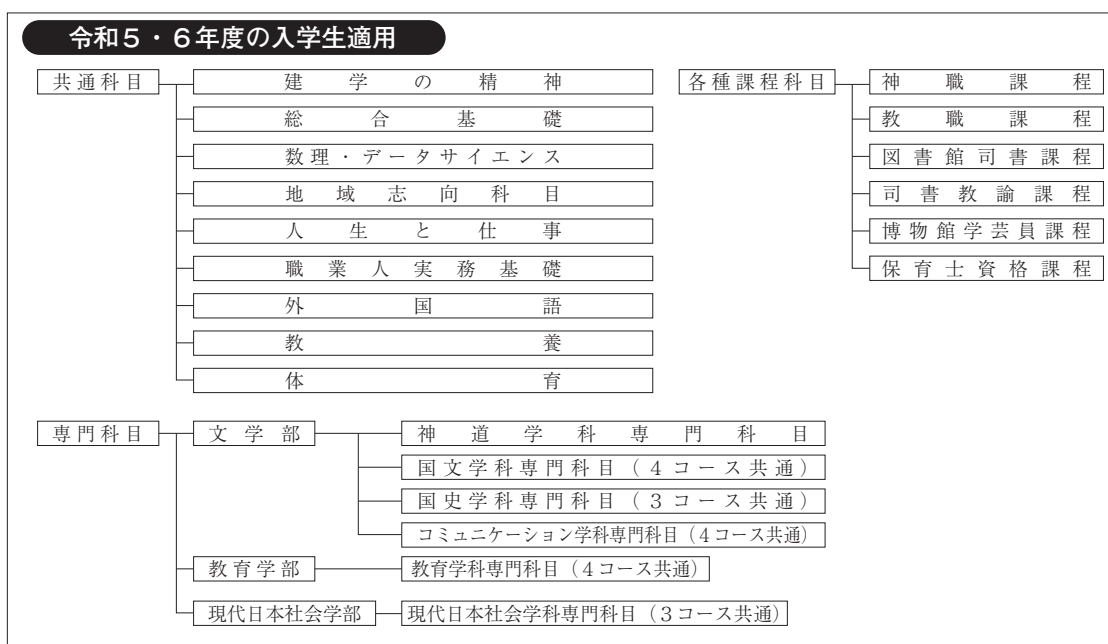 令和5・6年度の入学生適用
共通科目
建学の精神
総合基礎
数理・データサイエンス
地域志向科目
人生と仕事
職業人実務基礎
外国語
教養
体育
各種課程科目
神職課程
教職課程
図書館司書課程
司書教諭課程
博物館学芸員課程
保育士資格課程
専門科目
文学部
神道学科専門科目
国文学科専門科目(4コース共通)
国史学科専門科目(3コース共通)
コミュニケーション学科専門科目(4コース共通)
教育学部
教育学科専門科目(4コース共通)
現代日本社会学部
現代日本社会学科専門科目(3コース共通)